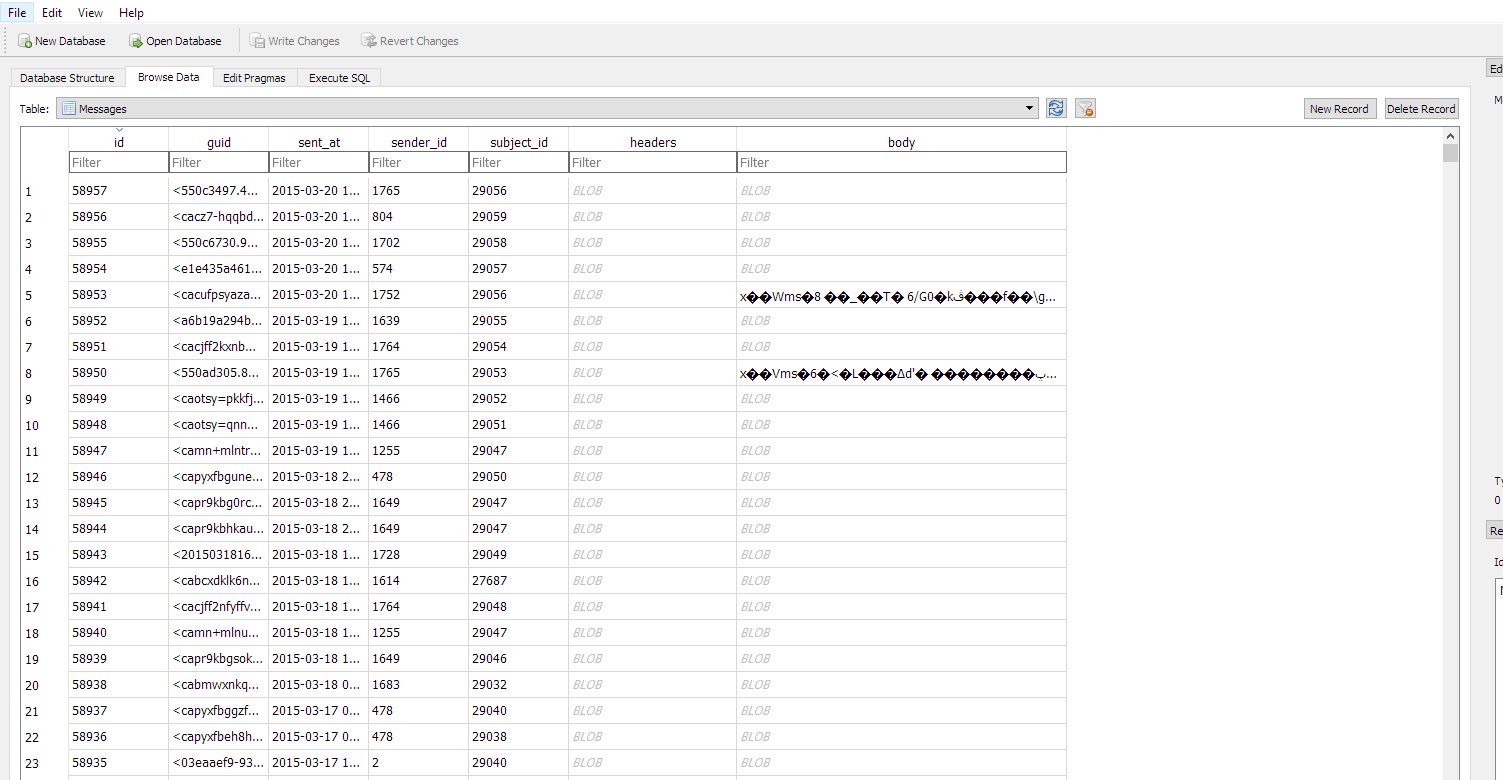 File Edit View Help
New Database Open Database Write Changes Revert Changes
Database Structure Browse Data Edit Pragmas Execute SQL
Table: Messages New Record Delete Record
id guid sent_at sender_id subject_id headers body
Filter Filter Filter Filter Filter Filter Filter
1 58957 <550c3497.4... 2015-03-20 1... 1765 29056 BLOB BLOB
2 58956 <cacz7-hqqbd... 2015-03-20 1... 804 29059 BLOB BLOB
3 58955 <550c6730.9... 2015-03-20 1... 1702 29058 BLOB BLOB
4 58954 <e1e435a461... 2015-03-20 1... 574 29057 BLOB BLOB
5 58953 <cacufpsyaza... 2015-03-20 1... 1752 29056 BLOB x��Wms�8 ��_��T� 6/G0�kڦ���f��\g...
6 58952 <a6b19a294b... 2015-03-19 1... 1639 29055 BLOB BLOB
7 58951 <cacjff2kxnb... 2015-03-19 1... 1764 29054 BLOB BLOB
8 58950 <550ad305.8... 2015-03-19 1... 1765 29053 BLOB x��Vms�6�<�L���Δd'� ��������ب...
9 58949 <caotsy=pkkfj... 2015-03-19 1... 1466 29052 BLOB BLOB
10 58948 <caotsy=qnn... 2015-03-19 1... 1466 29051 BLOB BLOB
11 58947 <camn+mlntr... 2015-03-19 1... 1255 29047 BLOB BLOB
12 58946 <capyxfbgune... 2015-03-18 2... 478 29050 BLOB BLOB
13 58945 <capr9kbg0rc... 2015-03-18 2... 1649 29047 BLOB BLOB
14 58944 <capr9kbhkau... 2015-03-18 2... 1649 29047 BLOB BLOB
15 58943 <2015031816... 2015-03-18 1... 1728 29049 BLOB BLOB
16 58942 <cabcxdklk6n... 2015-03-18 1... 1614 27687 BLOB BLOB
17 58941 <cacjff2nfyffv... 2015-03-18 1... 1764 29048 BLOB BLOB
18 58940 <camn+mlnu... 2015-03-18 1... 1255 29047 BLOB BLOB
19 58939 <capr9kbgsok... 2015-03-18 1... 1649 29046 BLOB BLOB
20 58938 <cabmwxnkq... 2015-03-18 0... 1683 29032 BLOB BLOB
21 58937 <capyxfbggzf... 2015-03-17 0... 478 29040 BLOB BLOB
22 58936 <capyxfbeh8h... 2015-03-17 0... 478 29038 BLOB BLOB
23 58935 <03eaaef9-93... 2015-03-17 1... 2 29040 BLOB BLOB
Ed
M
Ty
0
Re
Id